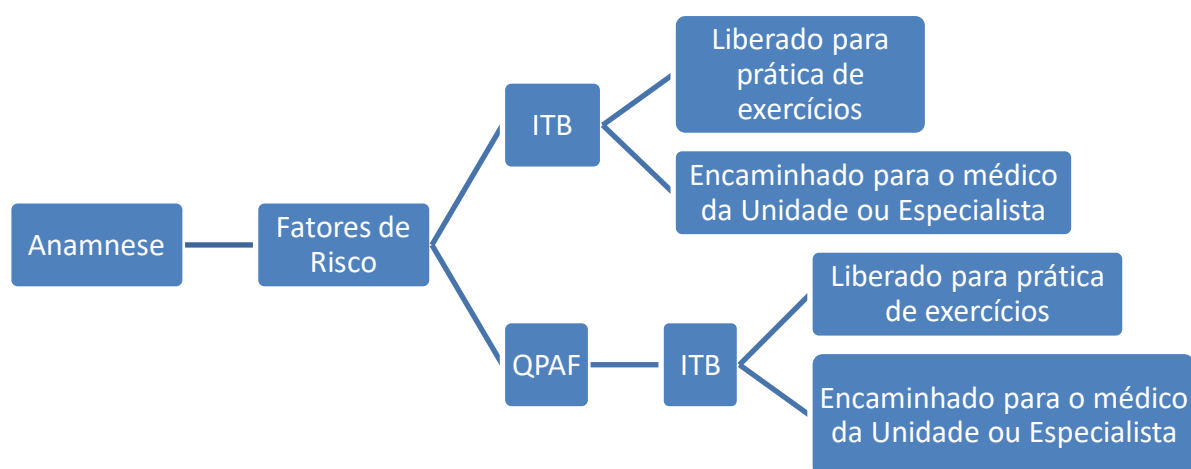 Anamnese
Fatores de
Risco
ITB
Liberado para
prática de
exercícios
Encaminhado para o médico
da Unidade ou Especialista
QPAF
ITB
Liberado para prática
de exercícios
Encaminhado para o médico
da Unidade ou Especialista